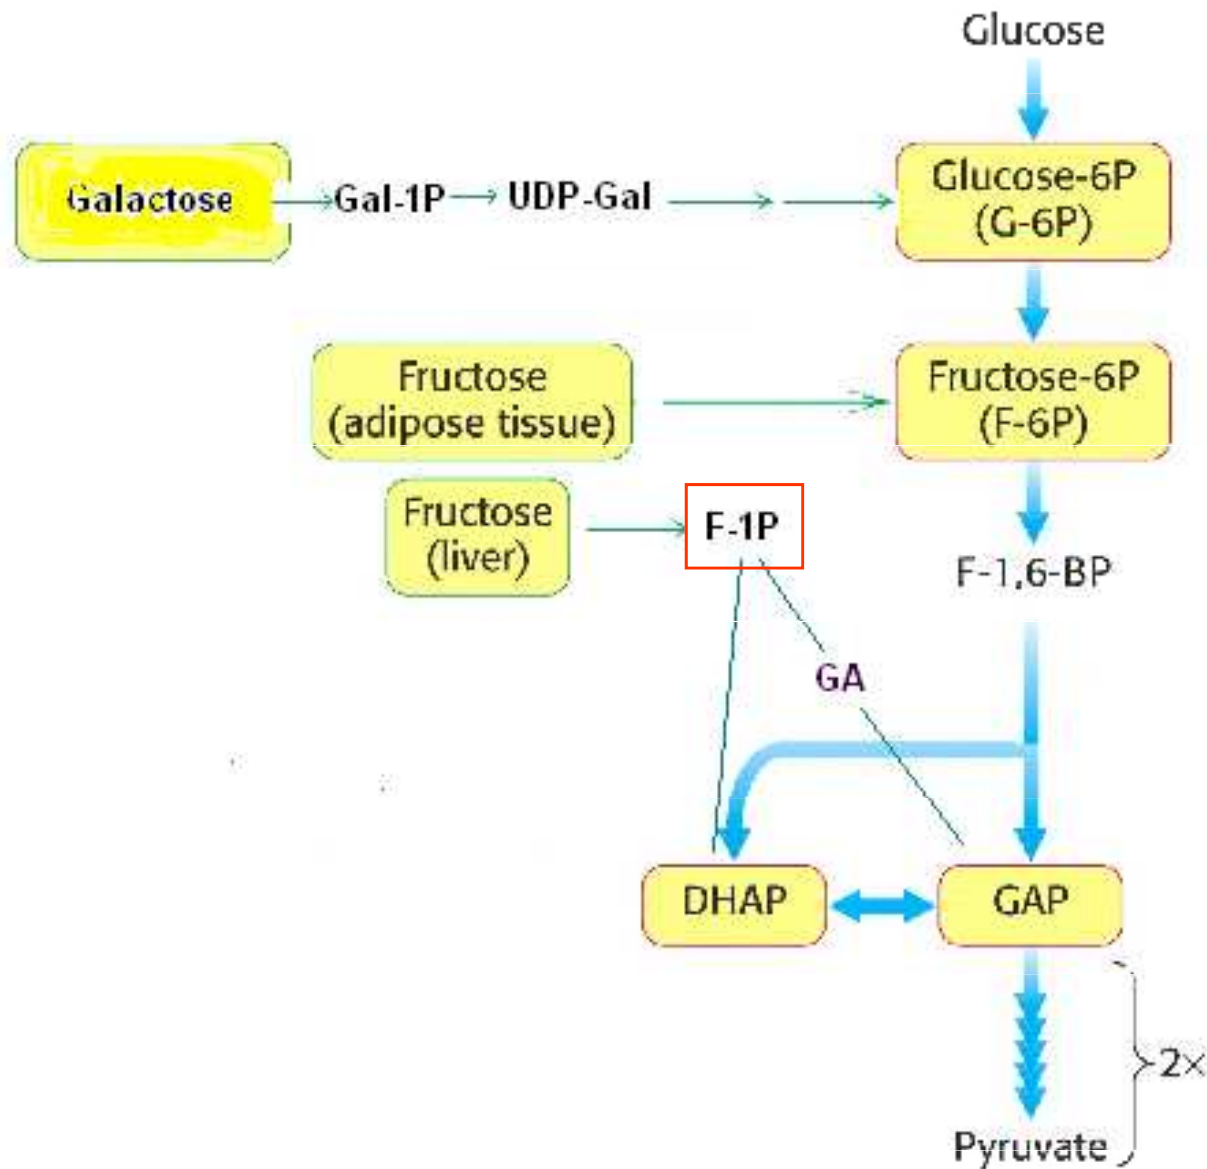 Glucose
Galactose
Gal-1P
UDP-Gal
Glucose-6P
(G-6P)
Fructose
(adipose tissue)
Fructose-6P
(F-6P)
Fructose
(liver)
F-1P
F-1,6-BP
GA
DHAP
GAP
2×
Pyruvate